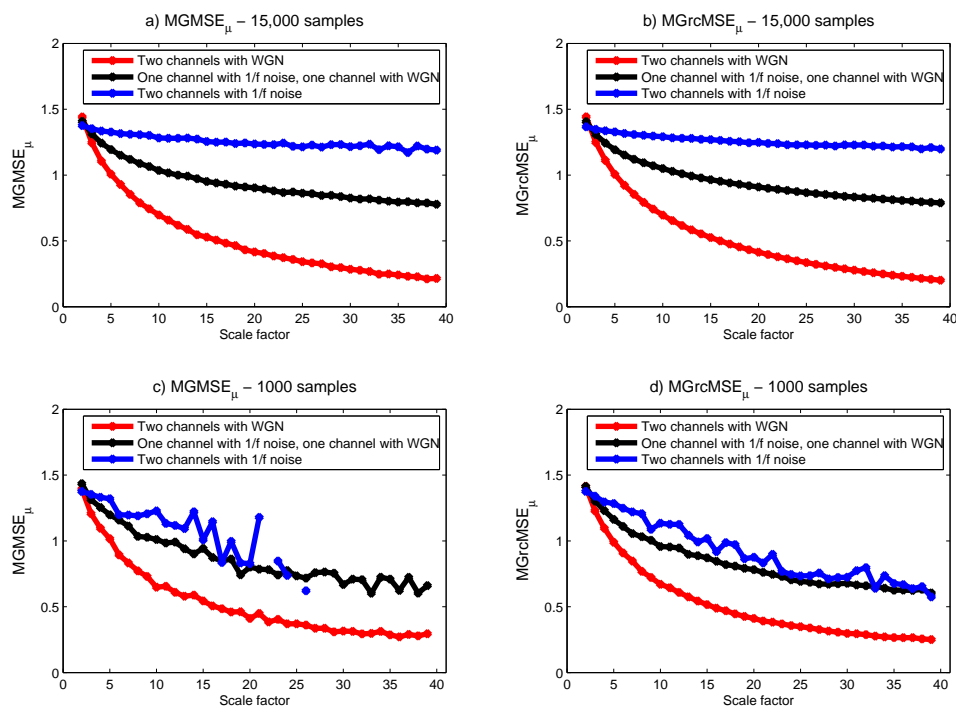 a) MGMSEμ – 15,000 samples
2
1.5
1
0.5
0
MGMSEμ
Two channels with WGN
One channel with 1/f noise, one channel with WGN
Two channels with 1/f noise
0 5 10 15 20 25 30 35 40
Scale factor
b) MGrcMSEμ – 15,000 samples
2
1.5
1
0.5
0
MGrcMSEμ
Two channels with WGN
One channel with 1/f noise, one channel with WGN
Two channels with 1/f noise
0 5 10 15 20 25 30 35 40
Scale factor
c) MGMSEμ – 1000 samples
2
1.5
1
0.5
0
MGMSEμ
Two channels with WGN
One channel with 1/f noise, one channel with WGN
Two channels with 1/f noise
0 5 10 15 20 25 30 35 40
Scale factor
d) MGrcMSEμ – 1000 samples
2
1.5
1
0.5
0
MGrcMSEμ
Two channels with WGN
One channel with 1/f noise, one channel with WGN
Two channels with 1/f noise
0 5 10 15 20 25 30 35 40
Scale factor